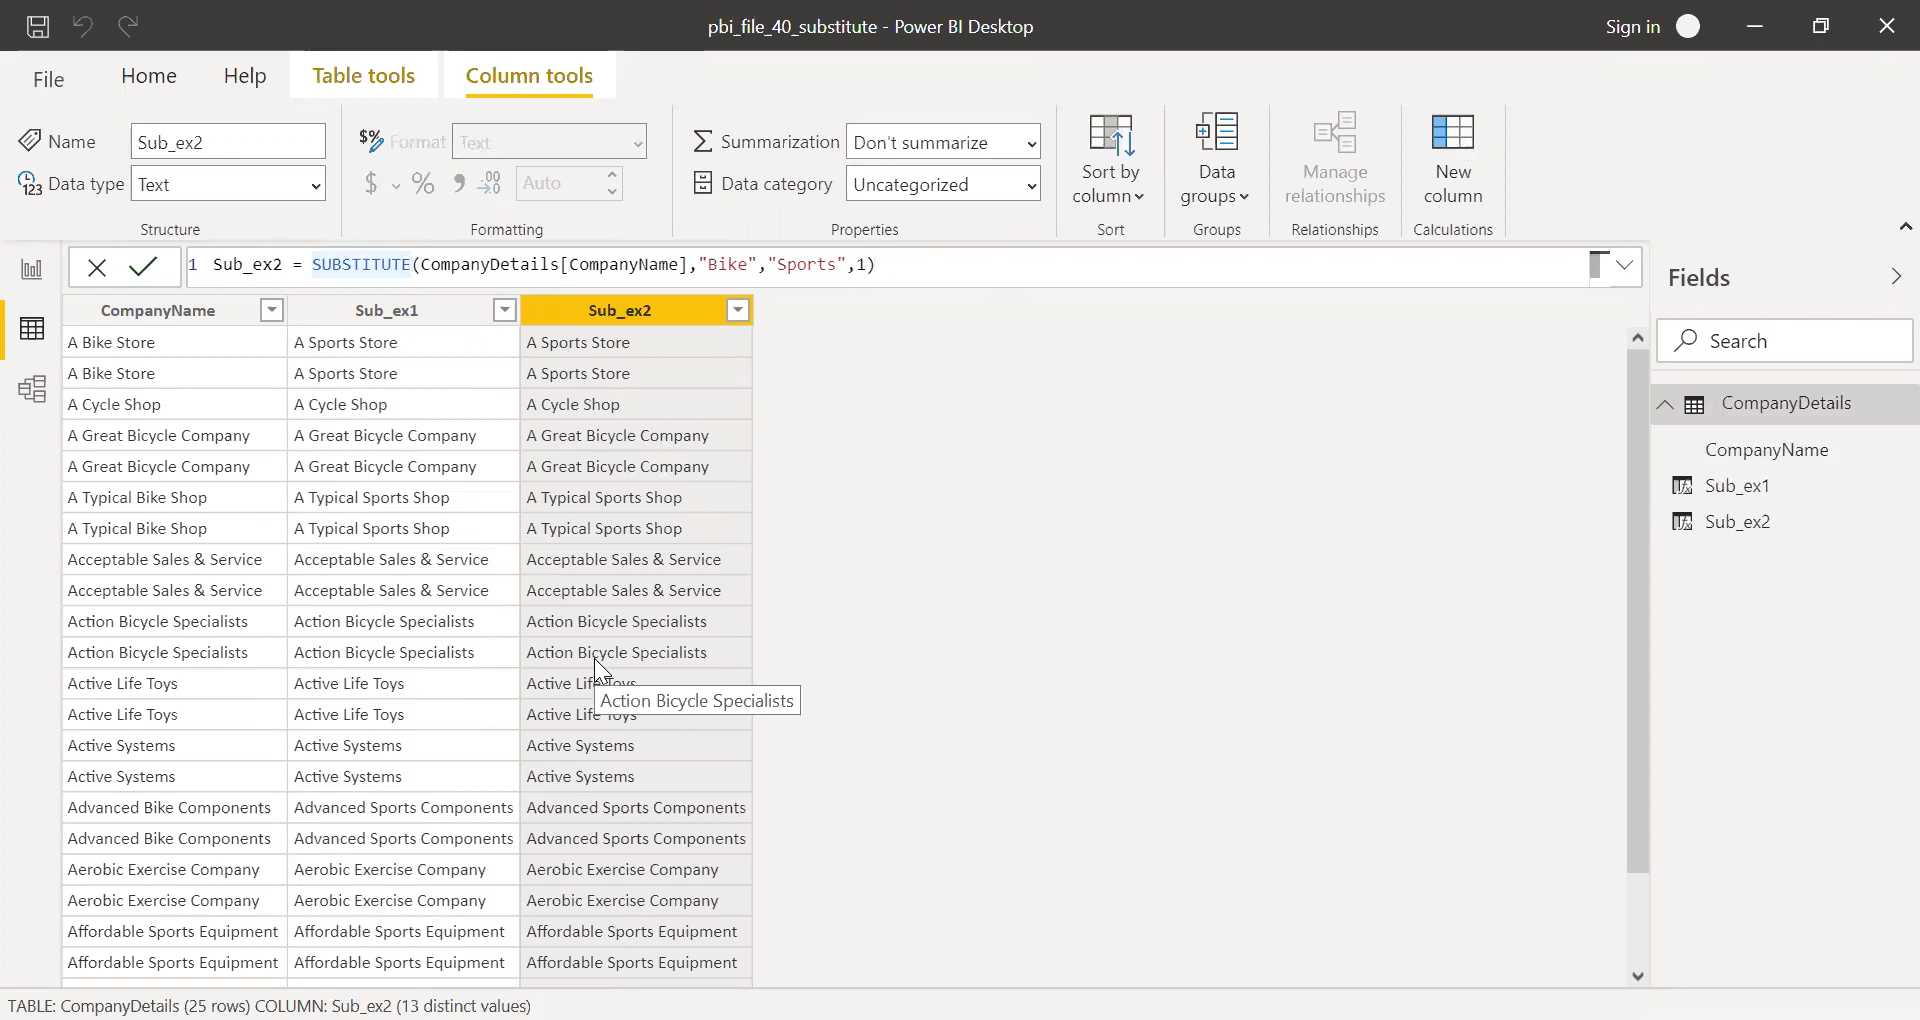 pbi_file_40_substitute - Power BI Desktop
Sign in
File
Home
Help
Table tools
Column tools
Name
Sub_ex2
Data type
Text
Structure
Format
Text
$
%
Auto
Formatting
Summarization
Don't summarize
Data category
Uncategorized
Properties
Sort by
column
Sort
Data
groups
Groups
Manage
relationships
Relationships
New
column
Calculations
1 Sub_ex2 = SUBSTITUTE(CompanyDetails[CompanyName],"Bike","Sports",1)
CompanyName Sub_ex1 Sub_ex2
A Bike Store A Sports Store A Sports Store
A Bike Store A Sports Store A Sports Store
A Cycle Shop A Cycle Shop A Cycle Shop
A Great Bicycle Company A Great Bicycle Company A Great Bicycle Company
A Great Bicycle Company A Great Bicycle Company A Great Bicycle Company
A Typical Bike Shop A Typical Sports Shop A Typical Sports Shop
A Typical Bike Shop A Typical Sports Shop A Typical Sports Shop
Acceptable Sales & Service Acceptable Sales & Service Acceptable Sales & Service
Acceptable Sales & Service Acceptable Sales & Service Acceptable Sales & Service
Action Bicycle Specialists Action Bicycle Specialists Action Bicycle Specialists
Action Bicycle Specialists Action Bicycle Specialists Action Bicycle Specialists
Active Life Toys Active Life Toys Active Life Toys
Action Bicycle Specialists
Active Life Toys Active Life Toys Active Life Toys
Active Systems Active Systems Active Systems
Active Systems Active Systems Active Systems
Advanced Bike Components Advanced Sports Components Advanced Sports Components
Advanced Bike Components Advanced Sports Components Advanced Sports Components
Aerobic Exercise Company Aerobic Exercise Company Aerobic Exercise Company
Aerobic Exercise Company Aerobic Exercise Company Aerobic Exercise Company
Affordable Sports Equipment Affordable Sports Equipment Affordable Sports Equipment
Affordable Sports Equipment Affordable Sports Equipment Affordable Sports Equipment
Fields
Search
CompanyDetails
CompanyName
Sub_ex1
Sub_ex2
TABLE: CompanyDetails (25 rows) COLUMN: Sub_ex2 (13 distinct values)